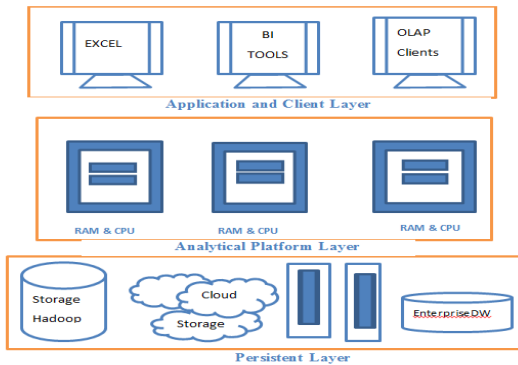 EXCEL
BI
TOOLS
OLAP
Clients
Application and Client Layer
RAM & CPU
RAM & CPU
RAM & CPU
Analytical Platform Layer
Storage
Hadoop
Cloud
Storage
EnterpriseDW
Persistent Layer